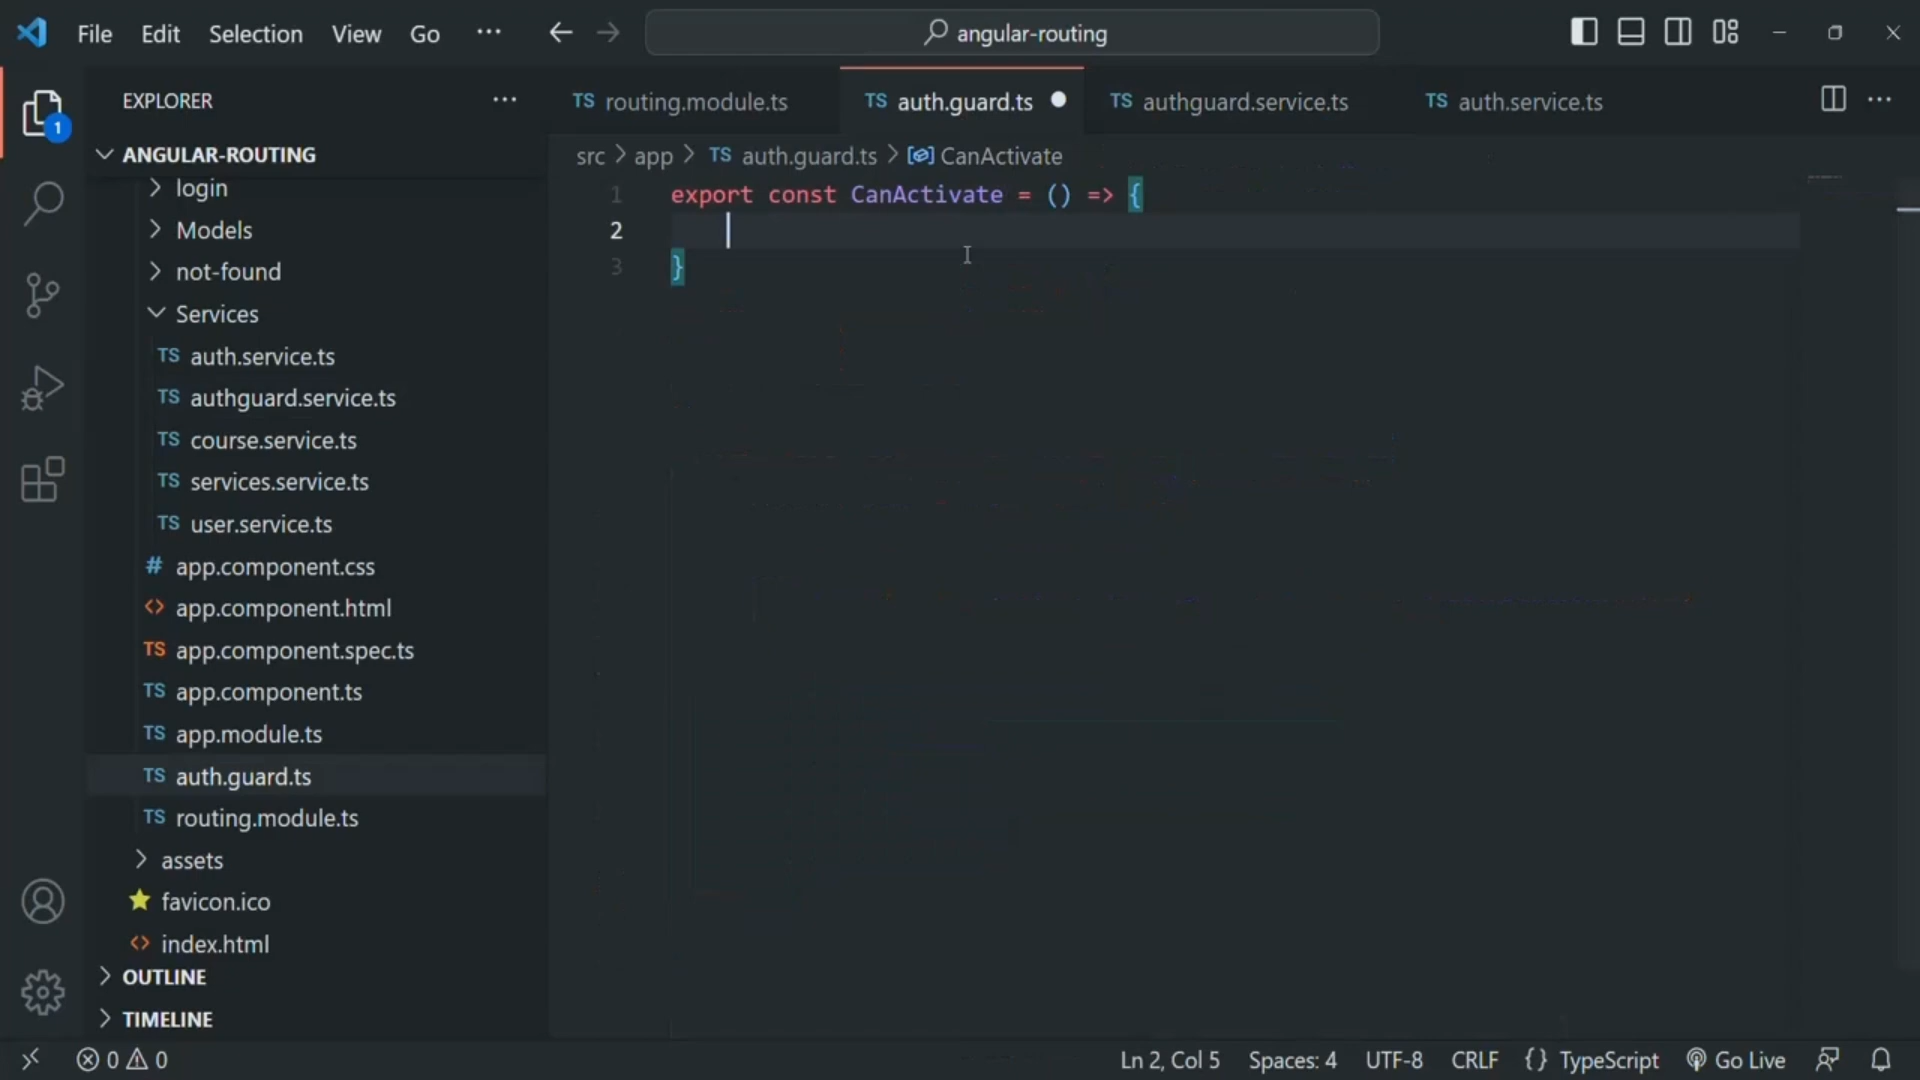 File Edit Selection View Go ··· angular-routing
EXPLORER ···
ANGULAR-ROUTING
login
Models
not-found
Services
TS auth.service.ts
TS authguard.service.ts
TS course.service.ts
TS services.service.ts
TS user.service.ts
# app.component.css
<> app.component.html
TS app.component.spec.ts
TS app.component.ts
TS app.module.ts
TS auth.guard.ts
TS routing.module.ts
assets
favicon.ico
<> index.html
OUTLINE
TIMELINE
1
TS routing.module.ts TS auth.guard.ts TS authguard.service.ts TS auth.service.ts ···
src > app > TS auth.guard.ts > CanActivate
1 export const CanActivate = () => {
2
3 }
0 0 Ln 2, Col 5 Spaces: 4 UTF-8 CRLF {} TypeScript Go Live